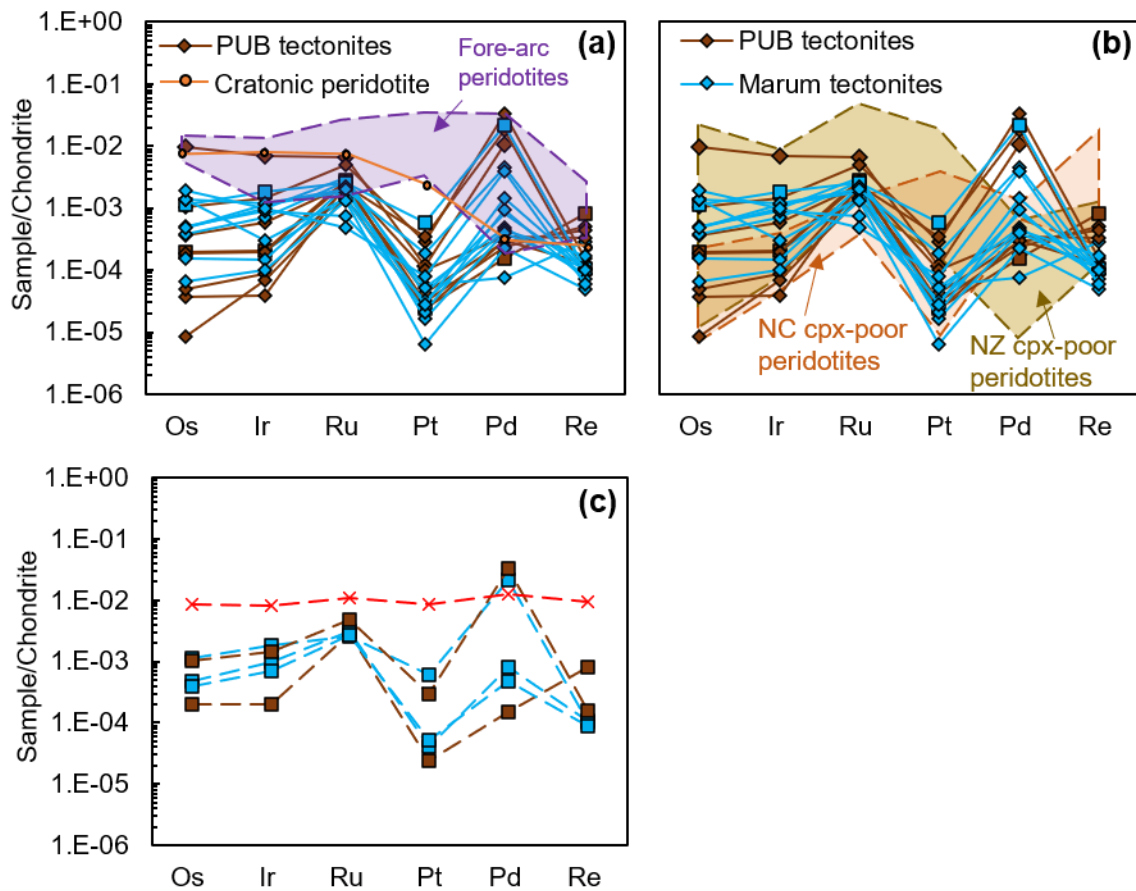 (a)
PUB tectonites
Cratonic peridotite
Fore-arc
peridotites
Sample/Chondrite
1.E+00
1.E-01
1.E-02
1.E-03
1.E-04
1.E-05
1.E-06
Os Ir Ru Pt Pd Re
(b)
PUB tectonites
Marum tectonites
NC cpx-poor
peridotites
NZ cpx-poor
peridotites
Os Ir Ru Pt Pd Re
(c)
Sample/Chondrite
1.E+00
1.E-01
1.E-02
1.E-03
1.E-04
1.E-05
1.E-06
Os Ir Ru Pt Pd Re